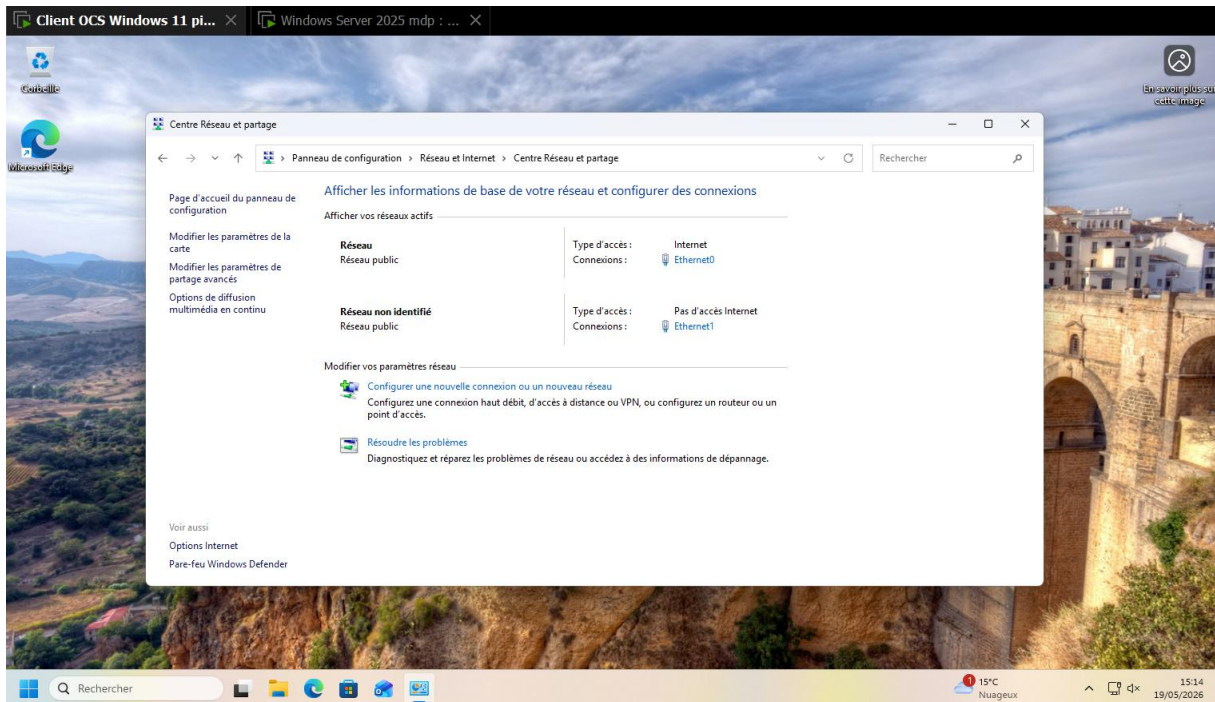 Client OCS Windows 11 pi...
Windows Server 2025 mdp : ...
Corbeille
Microsoft Edge
En savoir plus sur
cette image
Centre Réseau et partage
Panneau de configuration > Réseau et Internet > Centre Réseau et partage
Rechercher
Page d'accueil du panneau de
configuration
Modifier les paramètres de la
carte
Modifier les paramètres de
partage avancés
Options de diffusion
multimédia en continu
Afficher les informations de base de votre réseau et configurer des connexions
Afficher vos réseaux actifs
Réseau
Réseau public
Type d'accès : Internet
Connexions : Ethernet0
Réseau non identifié
Réseau public
Type d'accès : Pas d'accès Internet
Connexions : Ethernet1
Modifier vos paramètres réseau
Configurer une nouvelle connexion ou un nouveau réseau
Configurez une connexion haut débit, d'accès à distance ou VPN, ou configurez un routeur ou un
point d'accès.
Résoudre les problèmes
Diagnostiquez et réparez les problèmes de réseau ou accédez à des informations de dépannage.
Voir aussi
Options Internet
Pare-feu Windows Defender
Rechercher
1
15°C
Nuageux
15:14
19/05/2026